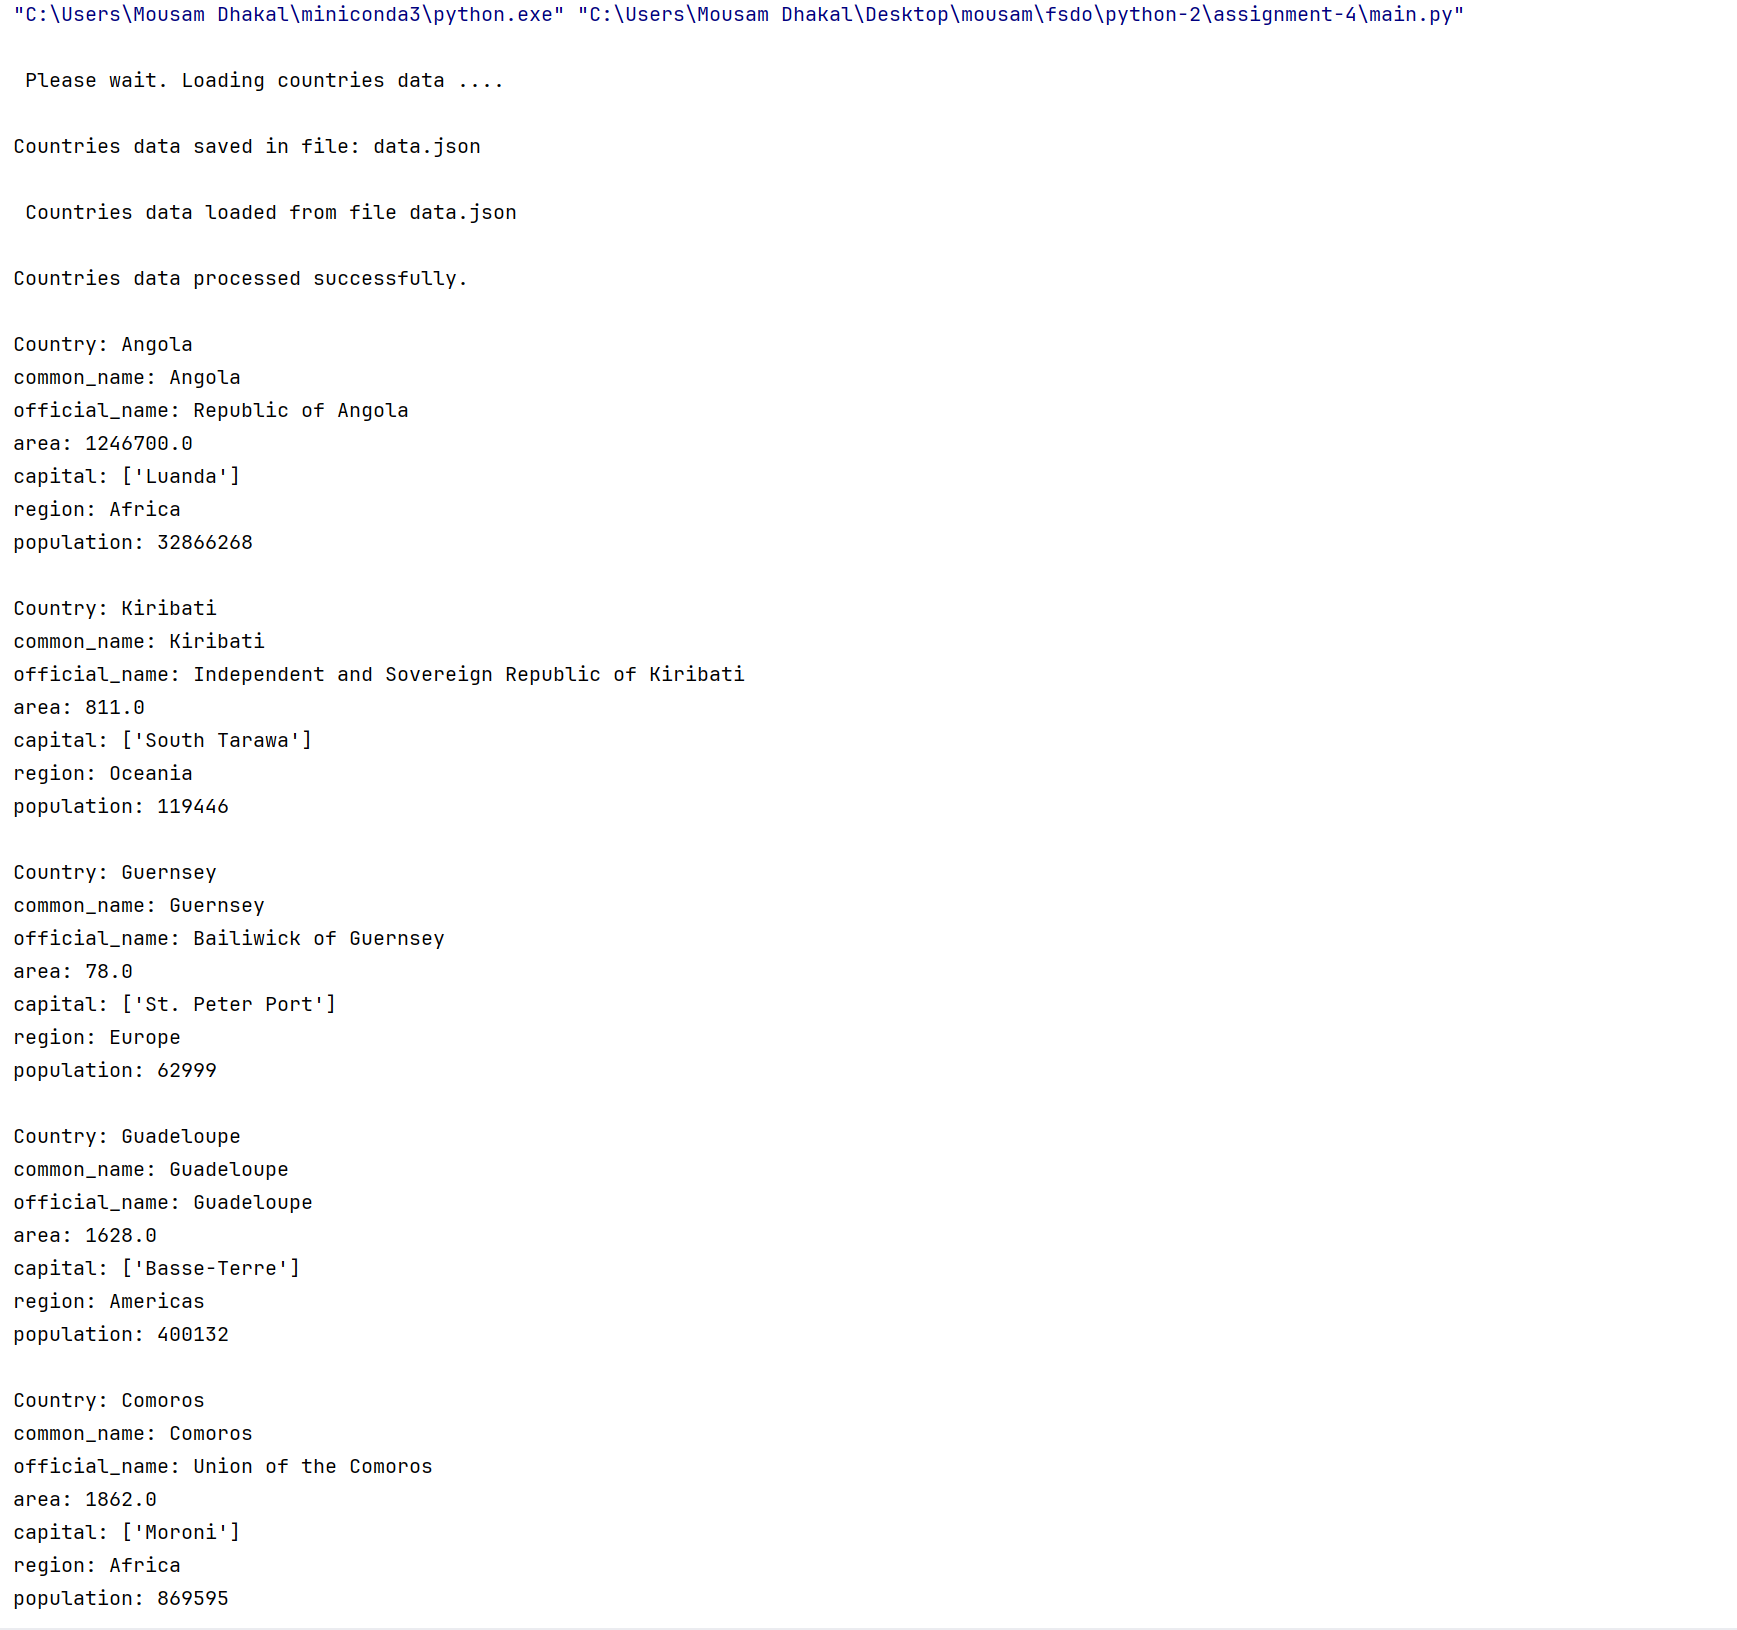 "C:\Users\Mousam Dhakal\miniconda3\python.exe" "C:\Users\Mousam Dhakal\Desktop\mousam\fsdo\python-2\assignment-4\main.py"
Please wait. Loading countries data ....
Countries data saved in file: data.json
Countries data loaded from file data.json
Countries data processed successfully.
Country: Angola
common_name: Angola
official_name: Republic of Angola
area: 1246700.0
capital: ['Luanda']
region: Africa
population: 32866268
Country: Kiribati
common_name: Kiribati
official_name: Independent and Sovereign Republic of Kiribati
area: 811.0
capital: ['South Tarawa']
region: Oceania
population: 119446
Country: Guernsey
common_name: Guernsey
official_name: Bailiwick of Guernsey
area: 78.0
capital: ['St. Peter Port']
region: Europe
population: 62999
Country: Guadeloupe
common_name: Guadeloupe
official_name: Guadeloupe
area: 1628.0
capital: ['Basse-Terre']
region: Americas
population: 400132
Country: Comoros
common_name: Comoros
official_name: Union of the Comoros
area: 1862.0
capital: ['Moroni']
region: Africa
population: 869595